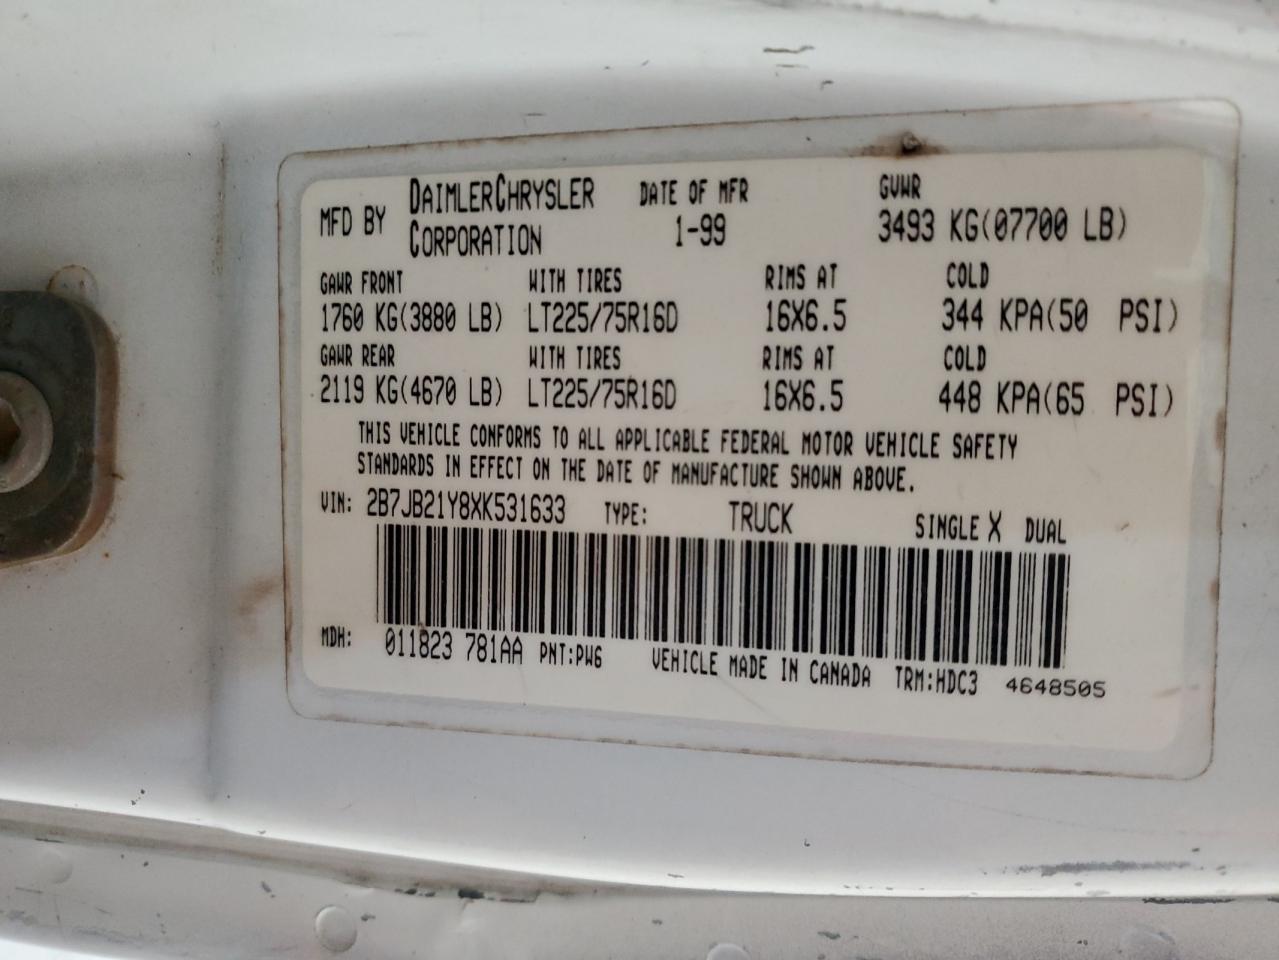 MFD BY DAIMLERCHRYSLER CORPORATION DATE OF MFR 1-99 GVWR 3493 KG(07700 LB)
GAWR FRONT WITH TIRES RIMS AT COLD
1760 KG(3880 LB) LT225/75R16D 16X6.5 344 KPA(50 PSI)
GAWR REAR WITH TIRES RIMS AT COLD
2119 KG(4670 LB) LT225/75R16D 16X6.5 448 KPA(65 PSI)
THIS VEHICLE CONFORMS TO ALL APPLICABLE FEDERAL MOTOR VEHICLE SAFETY
STANDARDS IN EFFECT ON THE DATE OF MANUFACTURE SHOWN ABOVE.
VIN: 2B7JB21Y8XK531633 TYPE: TRUCK SINGLE X DUAL
MDH: 011823 781AA PNT:PW6 VEHICLE MADE IN CANADA TRM:HDC3 4648505